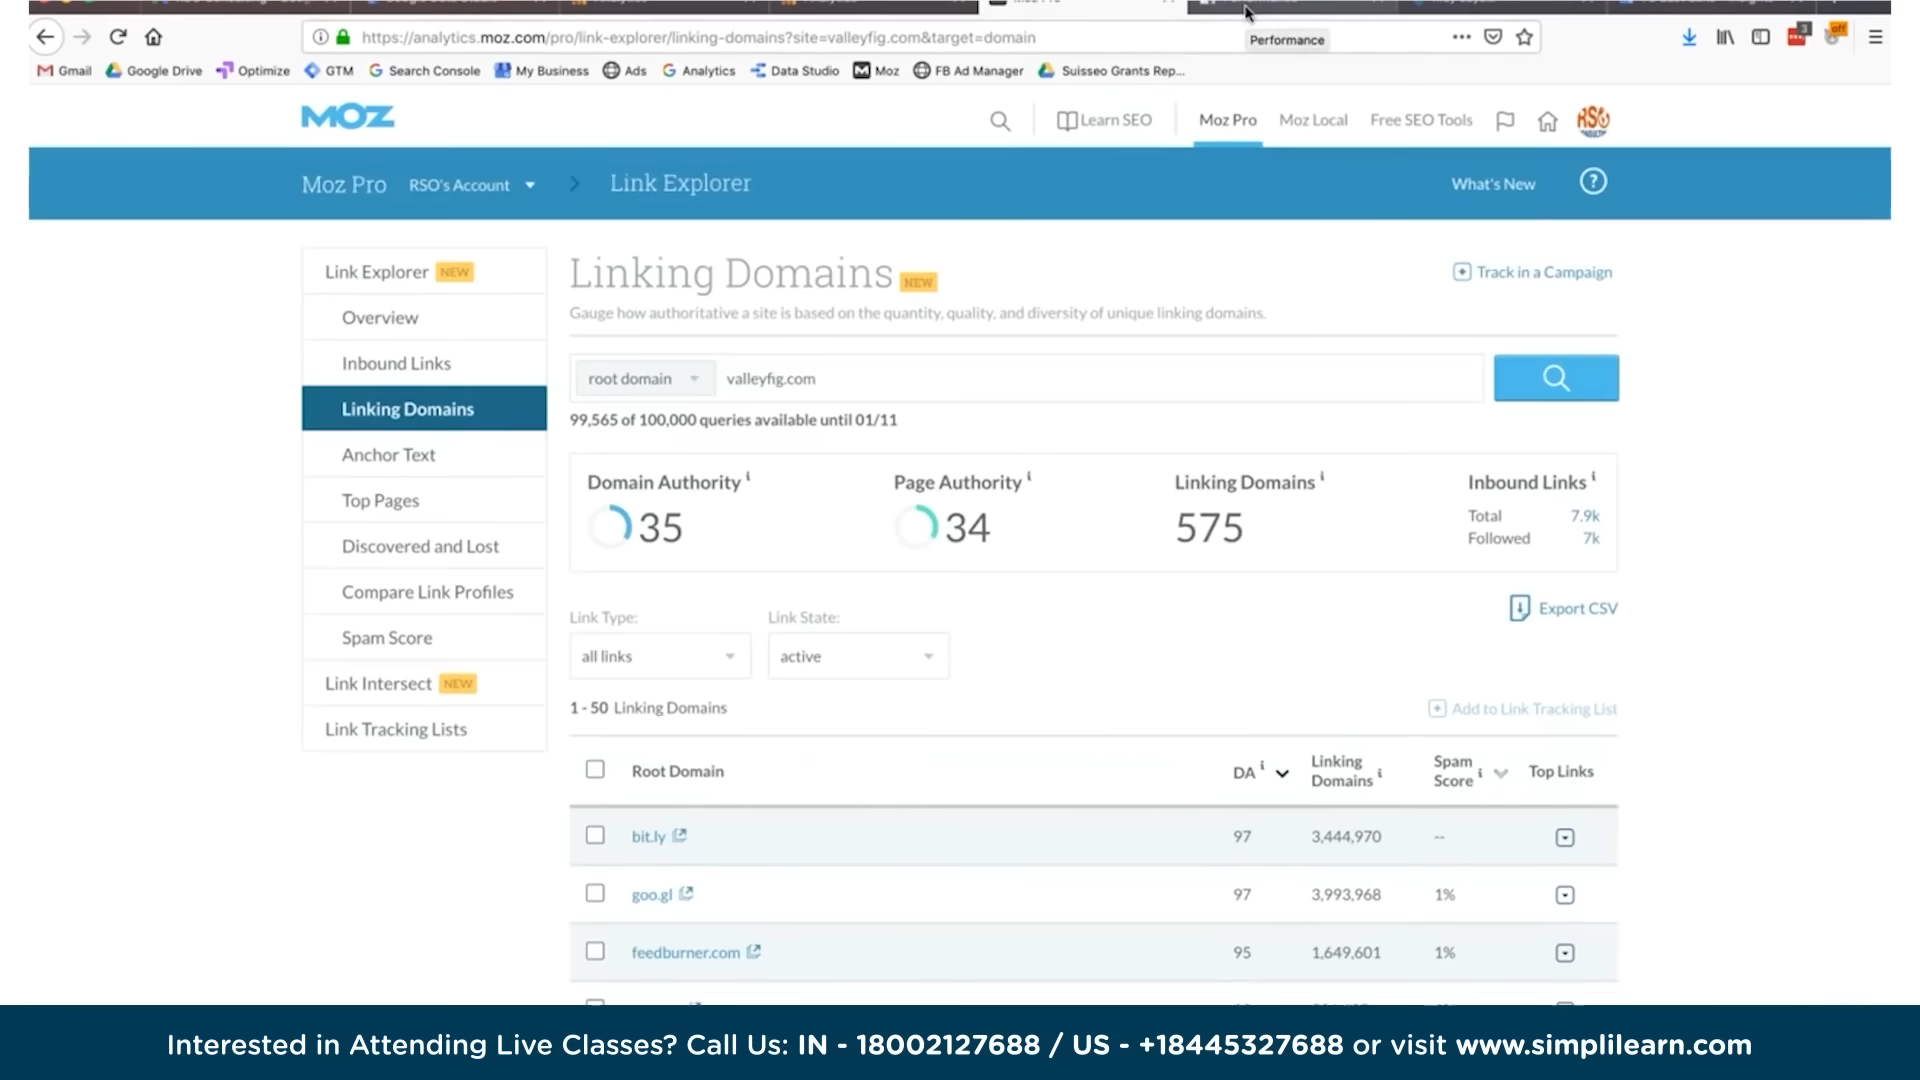 https://analytics.moz.com/pro/link-explorer/linking-domains?site=valleyfig.com&target=domain
Performance
off
3
Gmail Google Drive Optimize GTM Search Console My Business Ads Analytics Data Studio Moz FB Ad Manager Suisseo Grants Rep...
MOZ
Learn SEO Moz Pro Moz Local Free SEO Tools
RSO
Moz Pro RSO's Account Link Explorer What's New ?
Link Explorer NEW
Overview
Inbound Links
Linking Domains
Anchor Text
Top Pages
Discovered and Lost
Compare Link Profiles
Spam Score
Link Intersect NEW
Link Tracking Lists
Linking Domains NEW
Track in a Campaign
Gauge how authoritative a site is based on the quantity, quality, and diversity of unique linking domains.
root domain valleyfig.com
99,565 of 100,000 queries available until 01/11
Domain Authority i
35
Page Authority i
34
Linking Domains i
575
Inbound Links i
Total 7.9k
Followed 7k
Export CSV
Link Type: Link State:
all links active
1 - 50 Linking Domains
Add to Link Tracking List
Root Domain DA i Linking Domains i Spam Score i Top Links
bit.ly 97 3,444,970 --
goo.gl 97 3,993,968 1%
feedburner.com 95 1,649,601 1%
Interested in Attending Live Classes? Call Us: IN - 18002127688 / US - +18445327688 or visit www.simplilearn.com